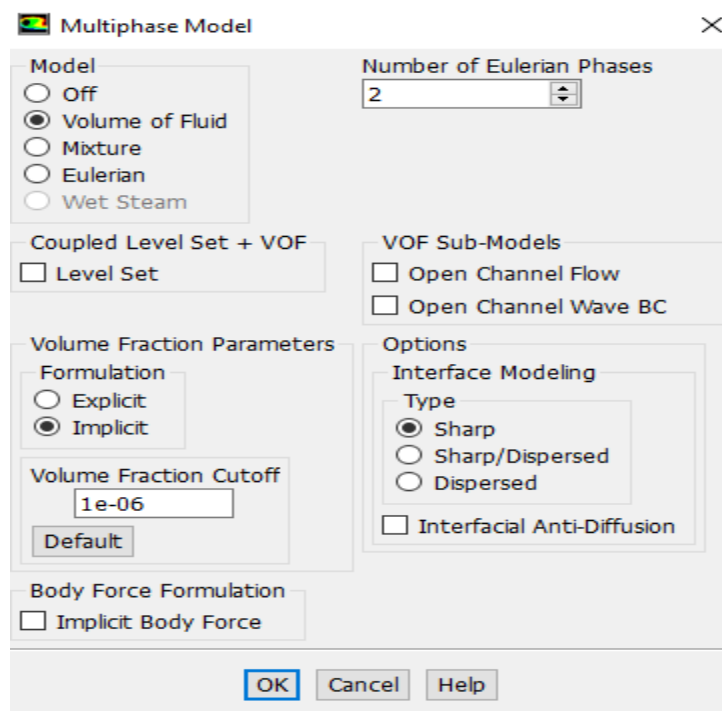 Multiphase Model
Model
Off
Volume of Fluid
Mixture
Eulerian
Wet Steam
Number of Eulerian Phases
2
Coupled Level Set + VOF
Level Set
VOF Sub-Models
Open Channel Flow
Open Channel Wave BC
Volume Fraction Parameters
Formulation
Explicit
Implicit
Volume Fraction Cutoff
1e-06
Default
Options
Interface Modeling
Type
Sharp
Sharp/Dispersed
Dispersed
Interfacial Anti-Diffusion
Body Force Formulation
Implicit Body Force
OK
Cancel
Help